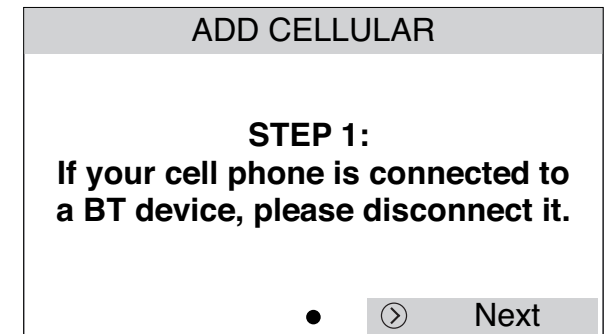 ADD CELLULAR
STEP 1:
If your cell phone is connected to
a BT device, please disconnect it.
Next